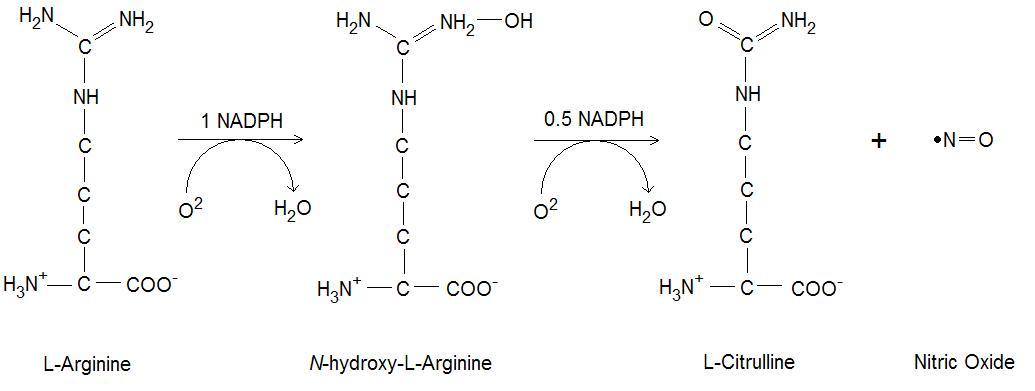 H₂N NH₂ H₂N NH₂ OH O NH₂
C C C
NH NH NH
1 NADPH 0.5 NADPH
C C C + •N=O
C C C
O² H₂O O² H₂O
C C C
H₃N⁺ C COO⁻ H₃N⁺ C COO⁻ H₃N⁺ C COO⁻
L-Arginine N-hydroxy-L-Arginine L-Citrulline Nitric Oxide